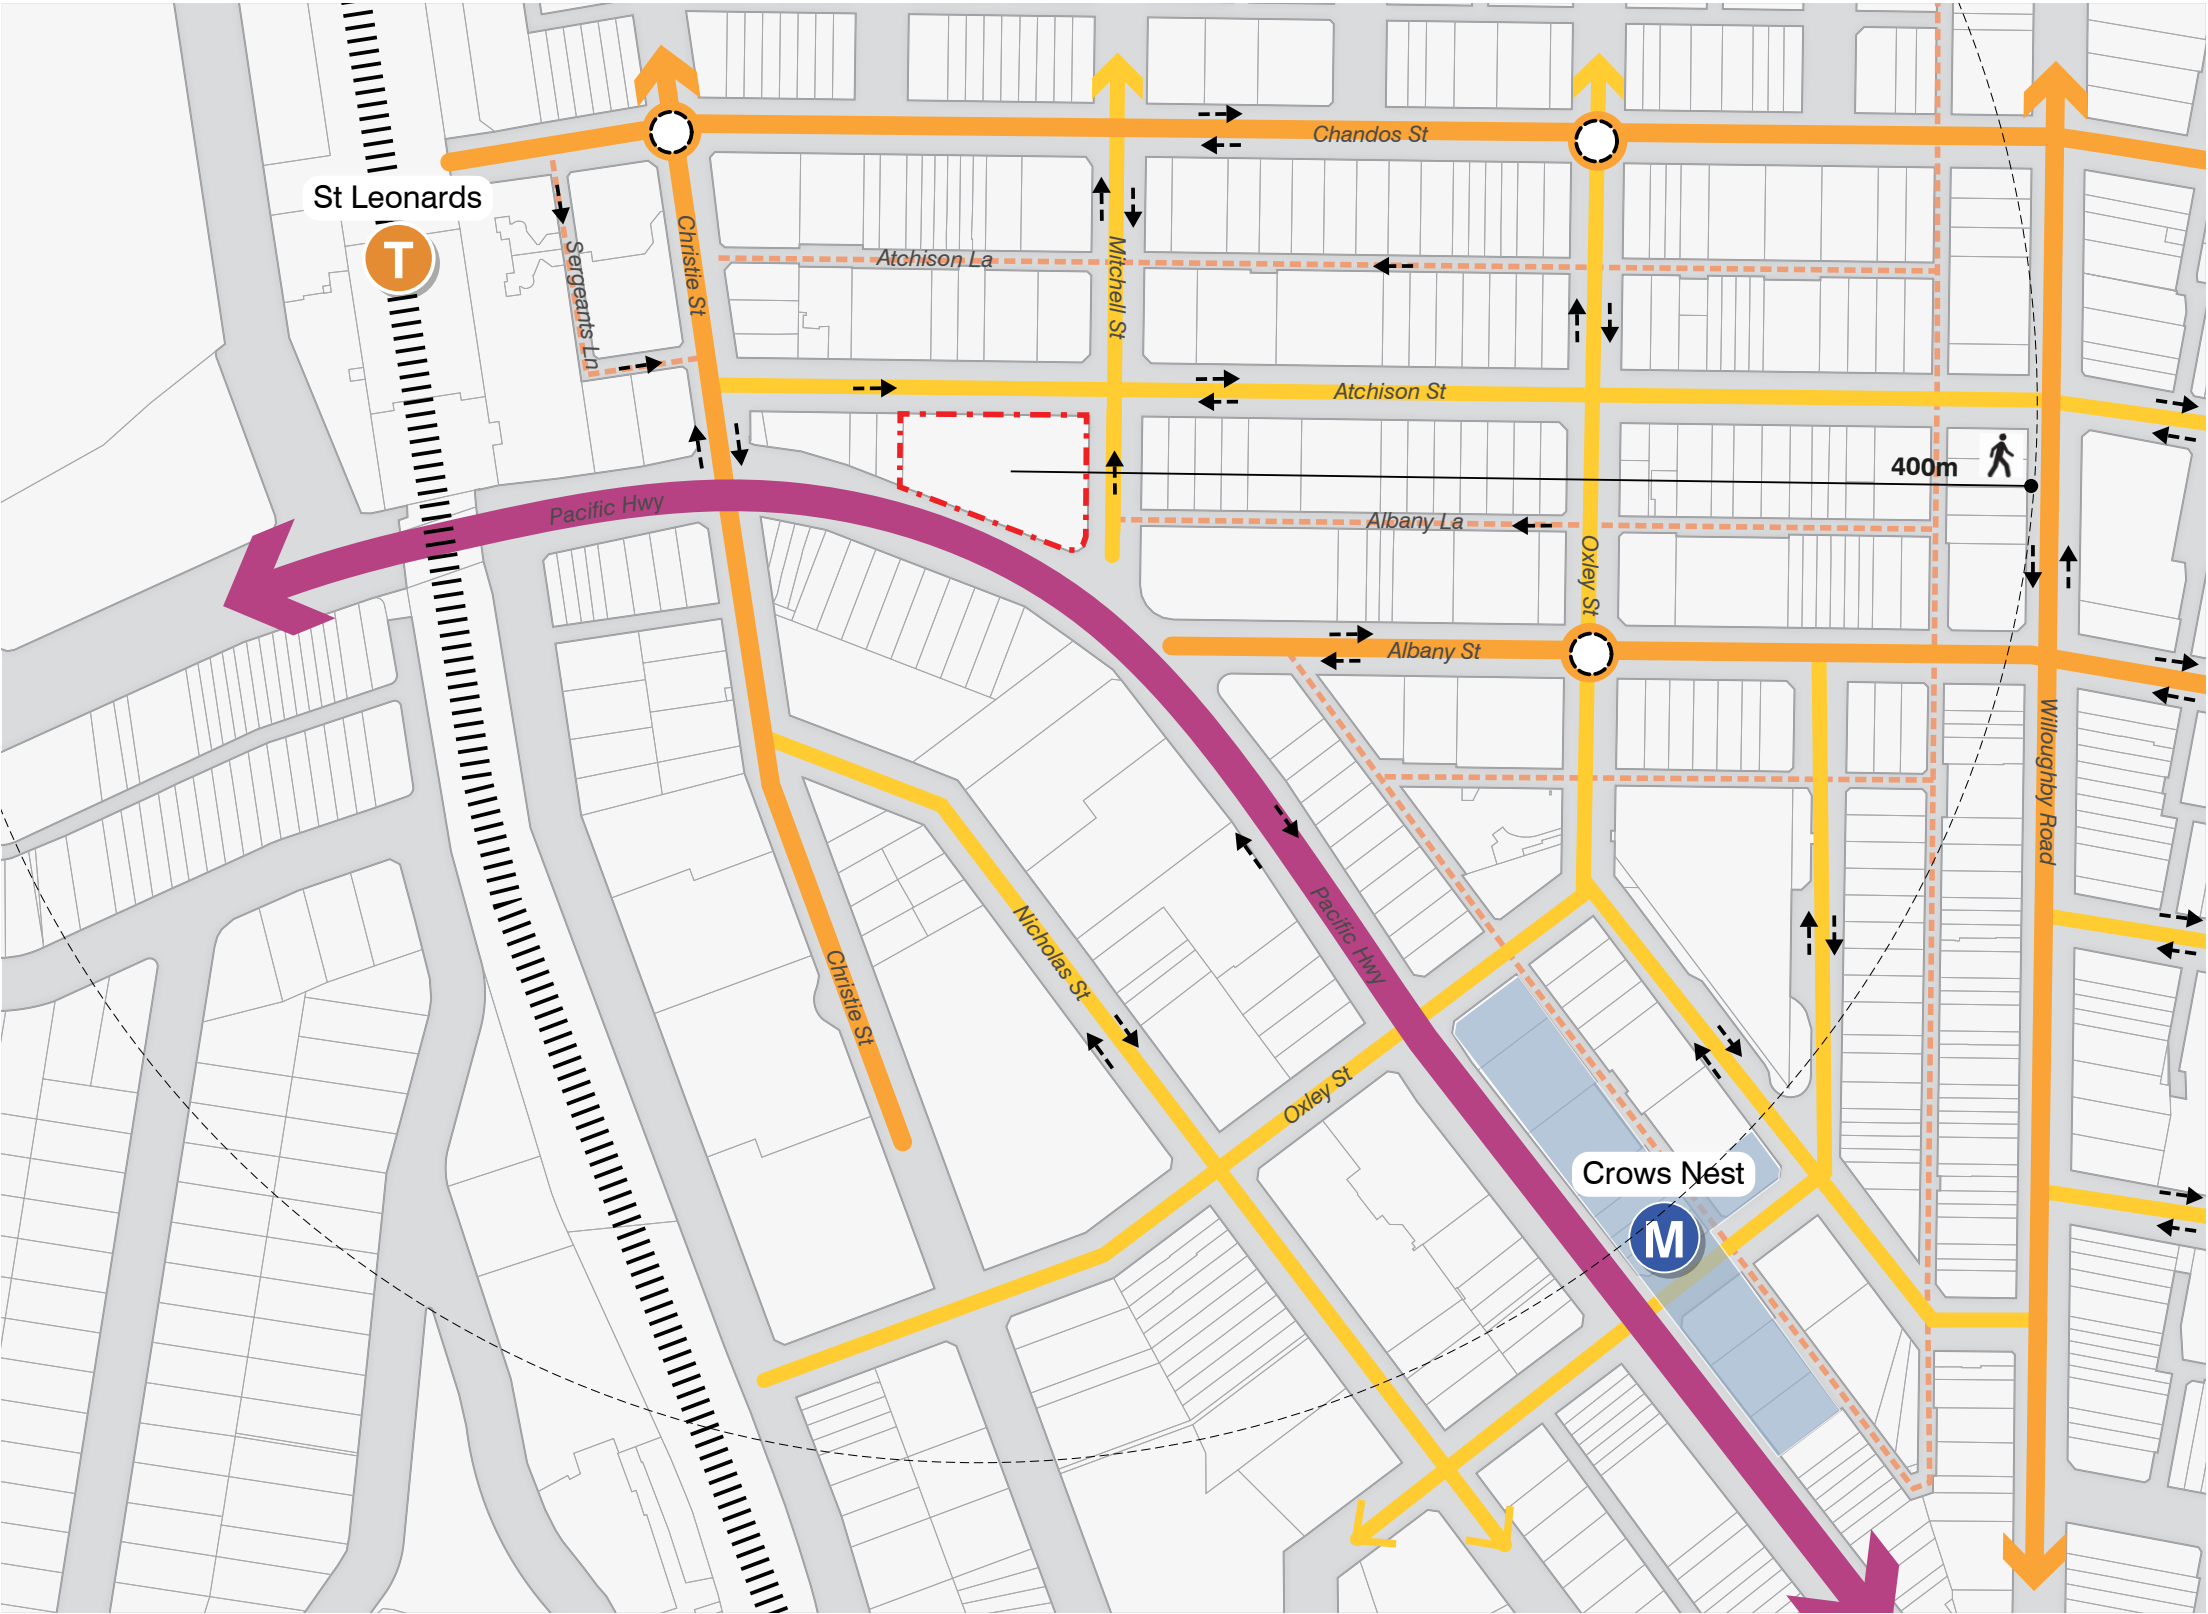 Chandos St
St Leonards
T
Christie St
Sergeants Ln
Atchison La
Mitchell St
Atchison St
400m
Pacific Hwy
Albany La
Oxley St
Albany St
Willoughby Road
Pacific Hwy
Nicholas St
Christie St
Oxley St
Crows Nest
M